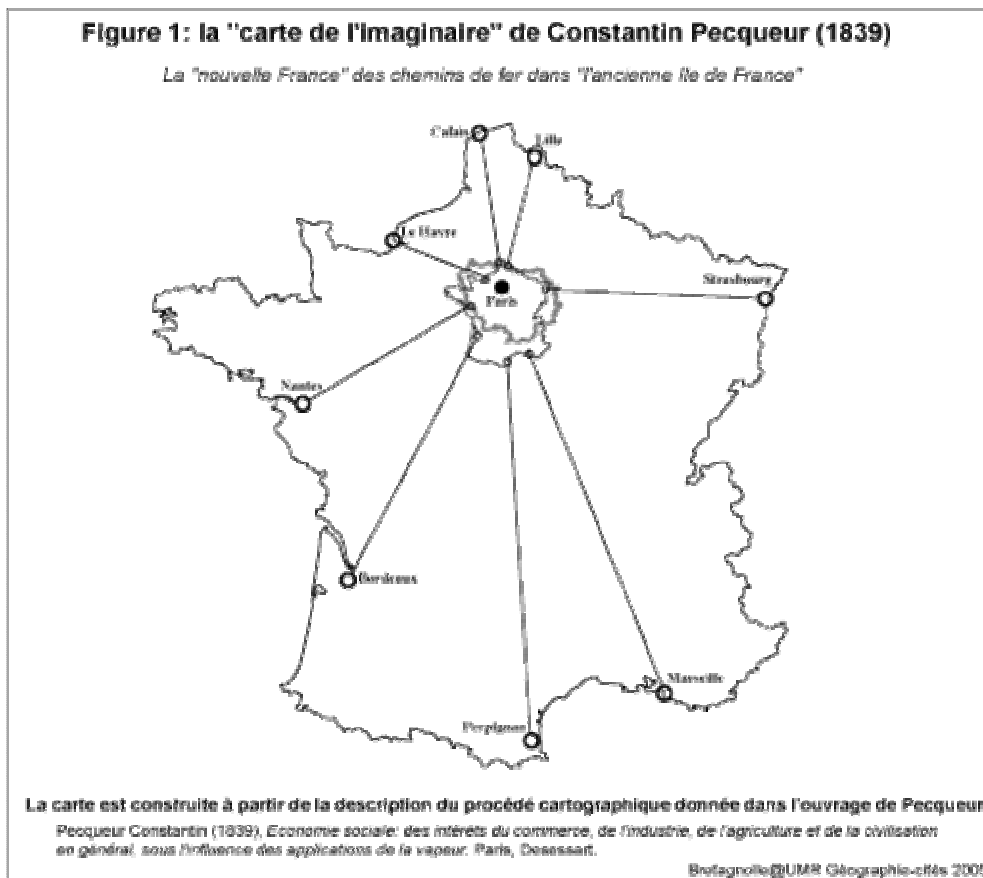 Figure 1: la "carte de l'imaginaire" de Constantin Pecqueur (1839)
La "nouvelle France" des chemins de fer dans "l'ancienne île de France"
Calais
Lille
Le Havre
Strasbourg
Paris
Nantes
Bordeaux
Marseille
Perpignan
La carte est construite à partir de la description du procédé cartographique donnée dans l'ouvrage de Pecqueur
Pecqueur Constantin (1839), Economie sociale: des intérêts du commerce, de l'industrie, de l'agriculture et de la civilisation
en général, sous l'influence des applications de la vapeur. Paris, Desessart.
Bretagnolle@UMR Géographie-cités 2005